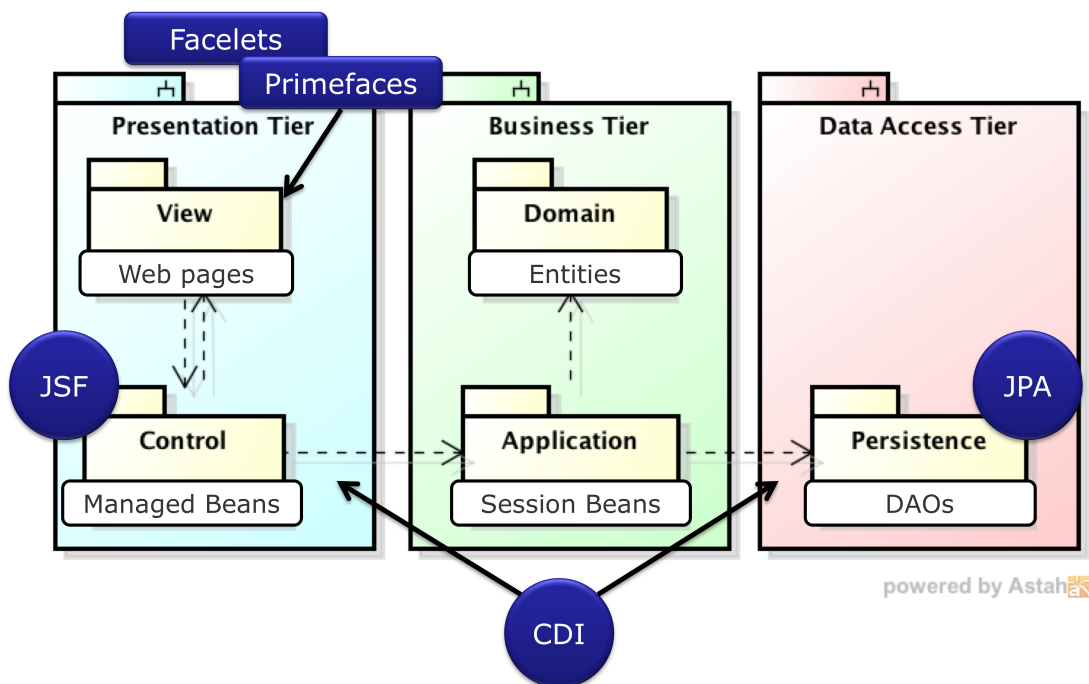 Facelets
Primefaces
Presentation Tier
Business Tier
Data Access Tier
View
Domain
Web pages
Entities
JSF
JPA
Control
Application
Persistence
Managed Beans
Session Beans
DAOs
CDI
powered by Astah